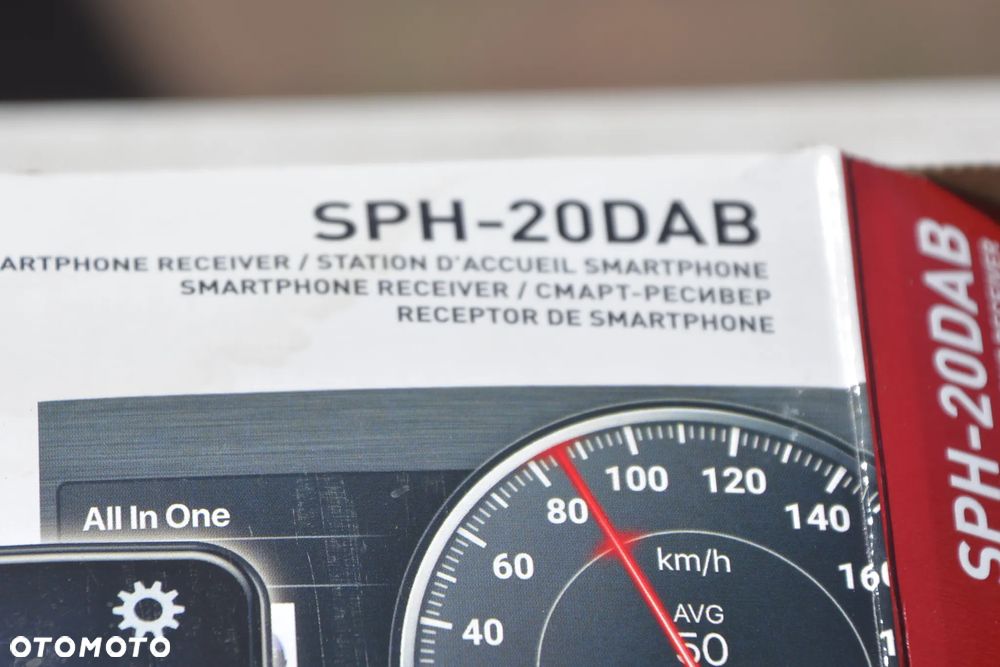 SPH-20DAB
ARTPHONE RECEIVER / STATION D'ACCUEIL SMARTPHONE
SMARTPHONE RECEIVER / СМАРТ-РЕСИВЕР
RECEPTOR DE SMARTPHONE
SPH-20DAB
All In One
100
120
80
140
km/h
60
160
AVG
50
40
OTOMOTO